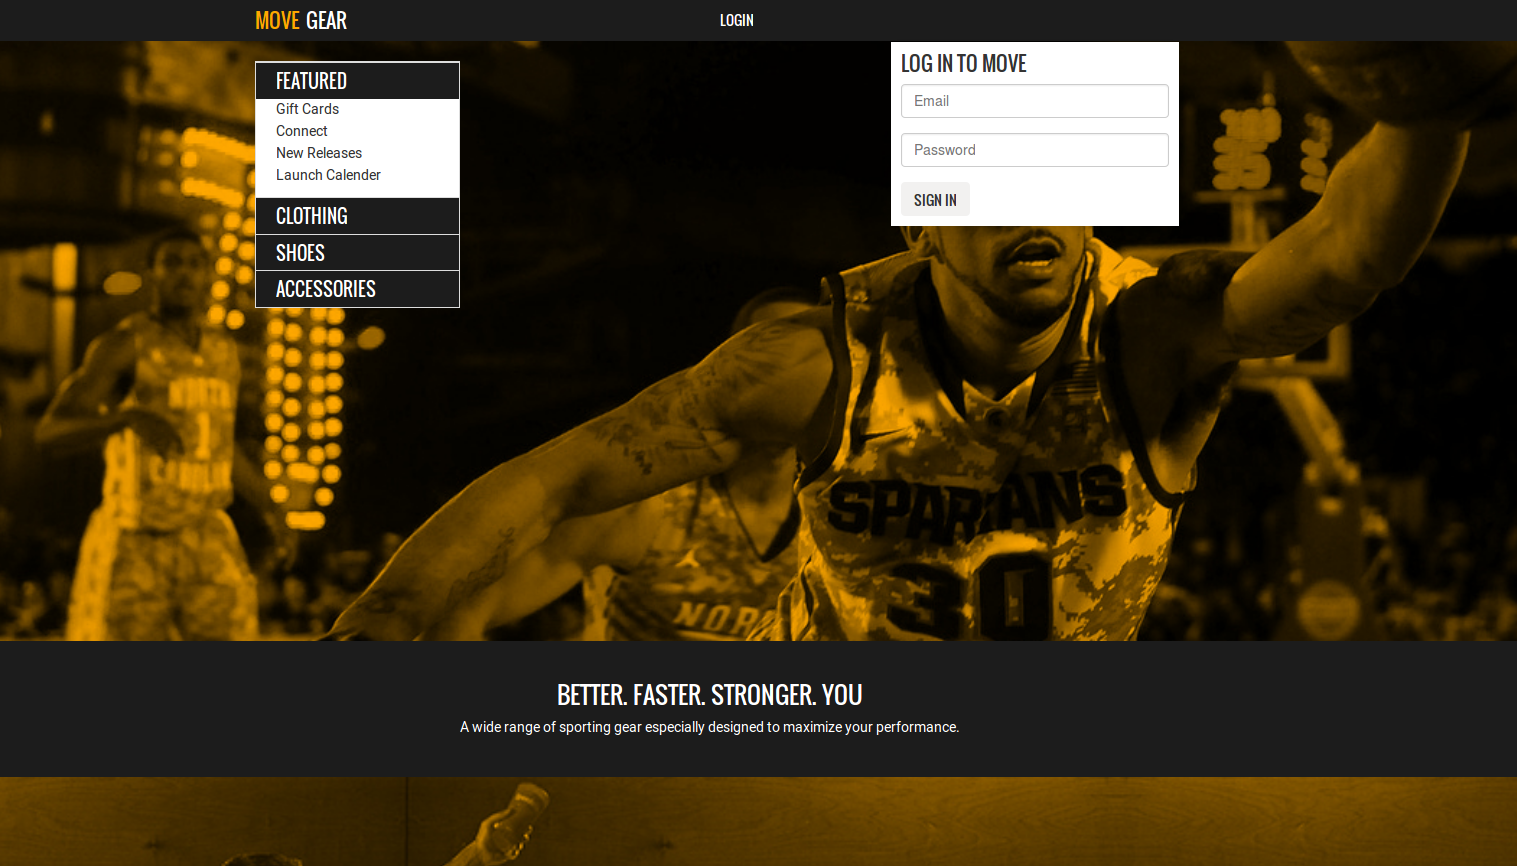 MOVE GEAR
LOGIN
LOG IN TO MOVE
Email
Password
SIGN IN
FEATURED
Gift Cards
Connect
New Releases
Launch Calender
CLOTHING
SHOES
ACCESSORIES
NORTH
1
CAROLINA
SPARTANS
30
NOR
BETTER. FASTER. STRONGER. YOU
A wide range of sporting gear especially designed to maximize your performance.